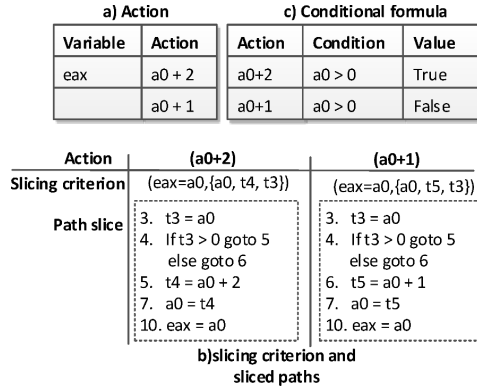 a) Action
c) Conditional formula
Variable Action
eax a0 + 2
a0 + 1
Action Condition Value
a0+2 a0 > 0 True
a0+1 a0 > 0 False
Action (a0+2) (a0+1)
Slicing criterion (eax=a0,{a0, t4, t3}) (eax=a0,{a0, t5, t3})
Path slice
3. t3 = a0
4. If t3 > 0 goto 5
else goto 6
5. t4 = a0 + 2
7. a0 = t4
10. eax = a0
3. t3 = a0
4. If t3 > 0 goto 5
else goto 6
6. t5 = a0 + 1
7. a0 = t5
10. eax = a0
b)slicing criterion and
sliced paths